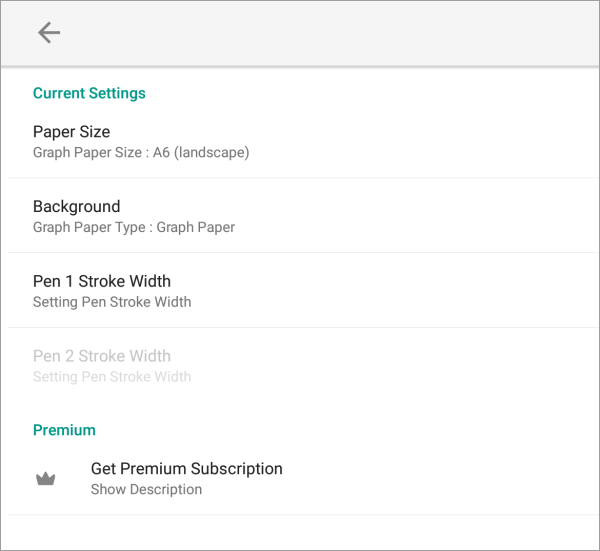 Current Settings
Paper Size
Graph Paper Size : A6 (landscape)
Background
Graph Paper Type : Graph Paper
Pen 1 Stroke Width
Setting Pen Stroke Width
Pen 2 Stroke Width
Setting Pen Stroke Width
Premium
Get Premium Subscription
Show Description